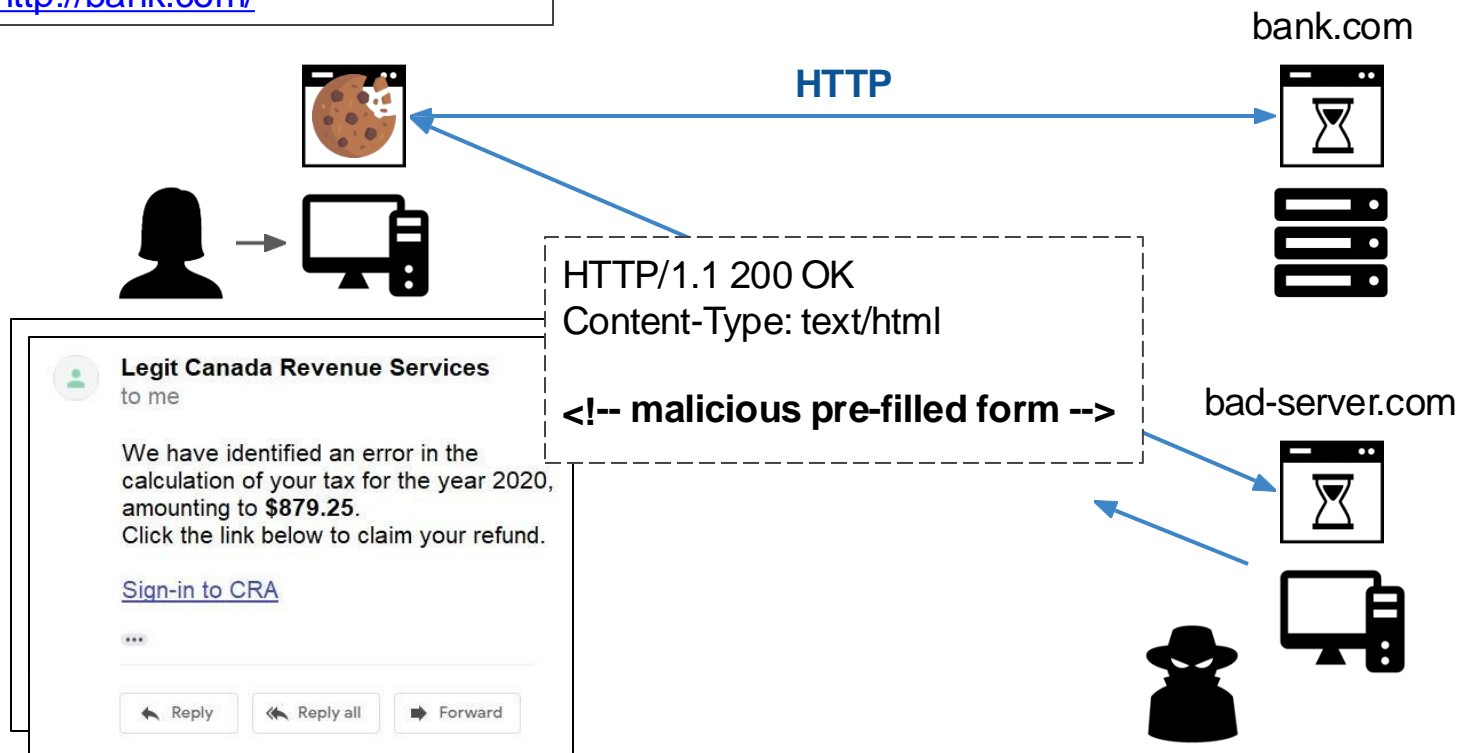 http://bank.com/
bank.com
HTTP
HTTP/1.1 200 OK
Content-Type: text/html
<!-- malicious pre-filled form -->
bad-server.com
Legit Canada Revenue Services
to me
We have identified an error in the
calculation of your tax for the year 2020,
amounting to $879.25.
Click the link below to claim your refund.
Sign-in to CRA
Reply
Reply all
Forward